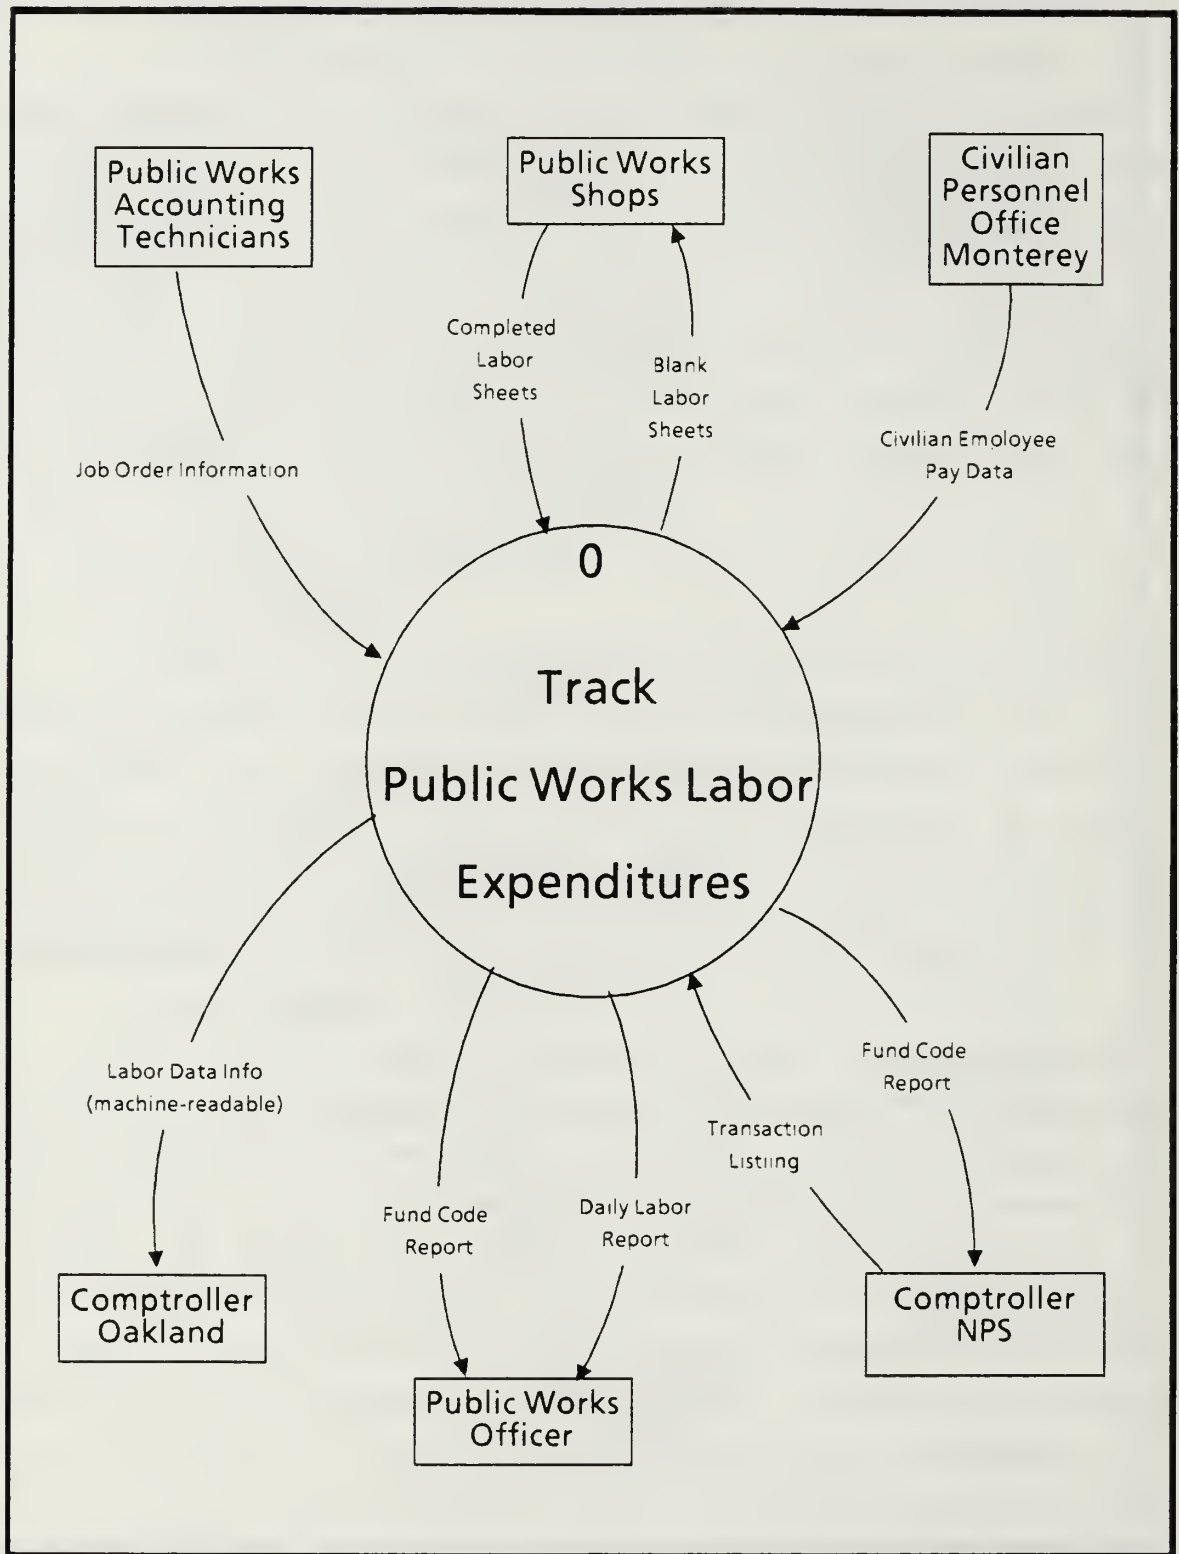 Public Works
Accounting
Technicians
Public Works
Shops
Civilian
Personnel
Office
Monterey
Completed
Labor
Sheets
Blank
Labor
Sheets
Job Order Information
Civilian Employee
Pay Data
0
Track
Public Works Labor
Expenditures
Labor Data Info
(machine-readable)
Fund Code
Report
Daily Labor
Report
Transaction
Listiing
Fund Code
Report
Comptroller
Oakland
Public Works
Officer
Comptroller
NPS